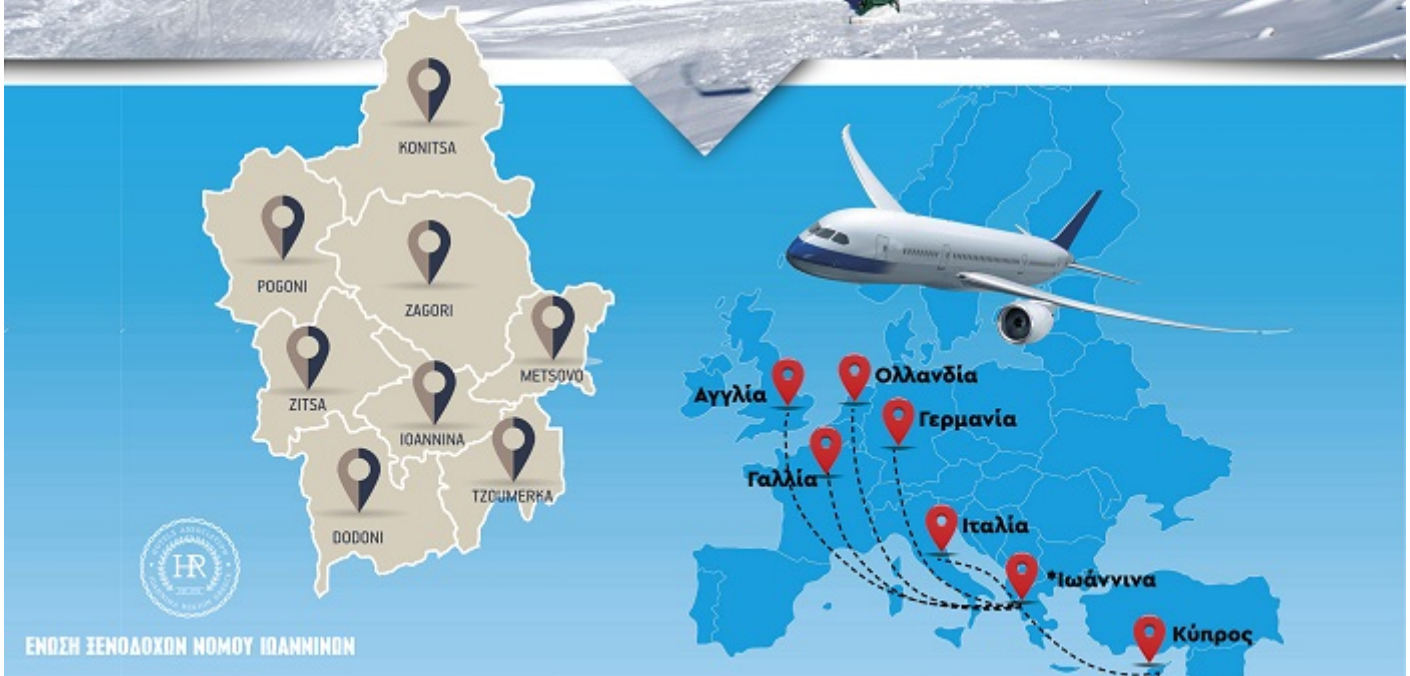 KONITSA
POGONI
ZAGORI
METSOVO
ZITSA
IOANNINA
TZOUMERKA
DODONI
HR
ΕΝΩΣΗ ΞΕΝΟΔΟΧΩΝ ΝΟΜΟΥ ΙΩΑΝΝΙΝΩΝ
Αγγλία
Ολλανδία
Γερμανία
Γαλλία
Ιταλία
*Ιωάννινα
Κύπρος